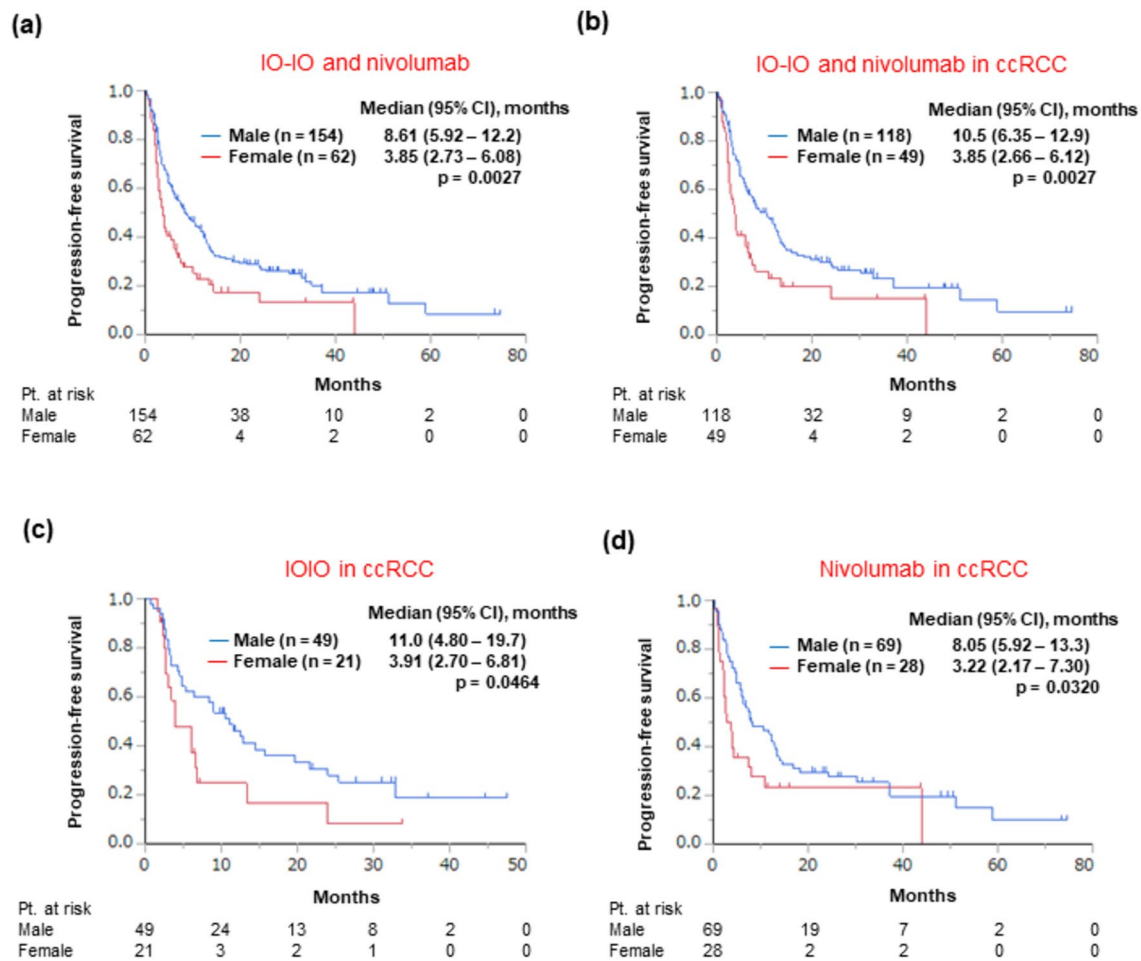 (a)
IO-IO and nivolumab
Median (95% CI), months
Male (n = 154) 8.61 (5.92 – 12.2)
Female (n = 62) 3.85 (2.73 – 6.08)
p = 0.0027
Progression-free survival
1.0
0.8
0.6
0.4
0.2
0.0
0 20 40 60 80
Months
Pt. at risk
Male 154 38 10 2 0
Female 62 4 2 0 0
(b)
IO-IO and nivolumab in ccRCC
Median (95% CI), months
Male (n = 118) 10.5 (6.35 – 12.9)
Female (n = 49) 3.85 (2.66 – 6.12)
p = 0.0027
Progression-free survival
1.0
0.8
0.6
0.4
0.2
0.0
0 20 40 60 80
Months
Pt. at risk
Male 118 32 9 2 0
Female 49 4 2 0 0
(c)
IOIO in ccRCC
Median (95% CI), months
Male (n = 49) 11.0 (4.80 – 19.7)
Female (n = 21) 3.91 (2.70 – 6.81)
p = 0.0464
Progression-free survival
1.0
0.8
0.6
0.4
0.2
0.0
0 10 20 30 40 50
Months
Pt. at risk
Male 49 24 13 8 2 0
Female 21 3 2 1 0 0
(d)
Nivolumab in ccRCC
Median (95% CI), months
Male (n = 69) 8.05 (5.92 – 13.3)
Female (n = 28) 3.22 (2.17 – 7.30)
p = 0.0320
Progression-free survival
1.0
0.8
0.6
0.4
0.2
0.0
0 20 40 60 80
Months
Pt. at risk
Male 69 19 7 2 0
Female 28 2 2 0 0